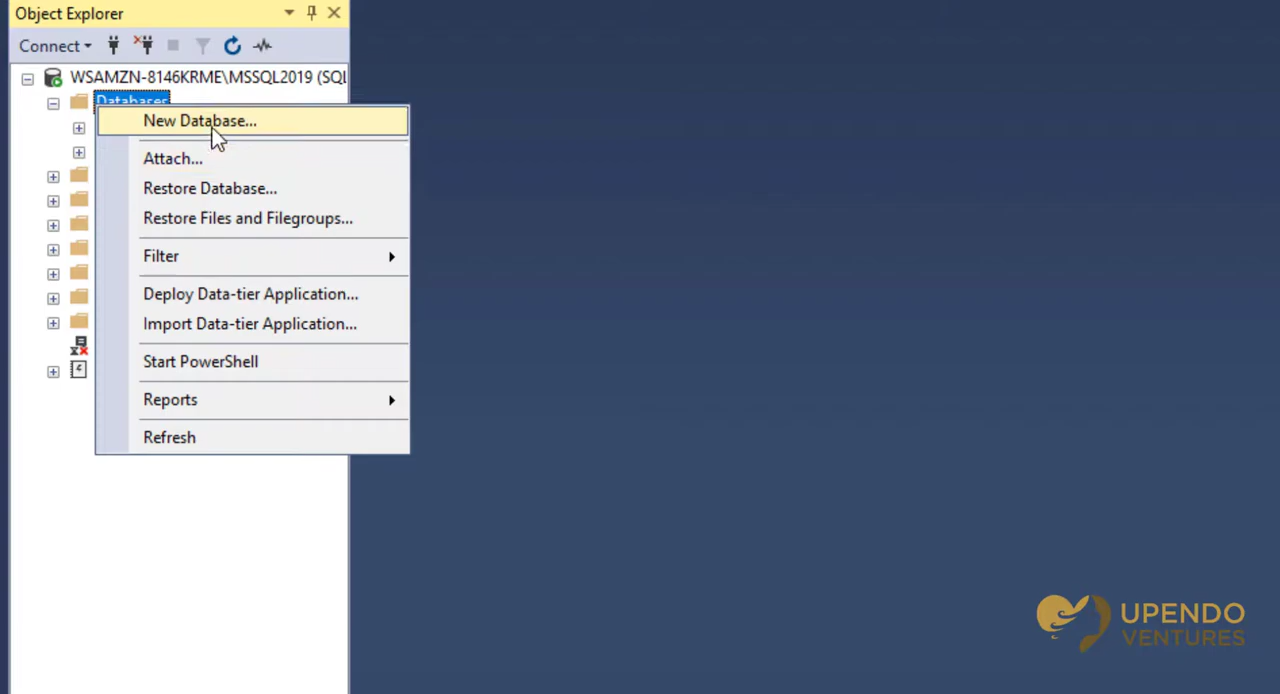 Object Explorer
Connect
WSAMZN-8146KRME\MSSQL2019 (SQL
Databases
New Database...
Attach...
Restore Database...
Restore Files and Filegroups...
Filter
Deploy Data-tier Application...
Import Data-tier Application...
Start PowerShell
Reports
Refresh
UPENDO
VENTURES